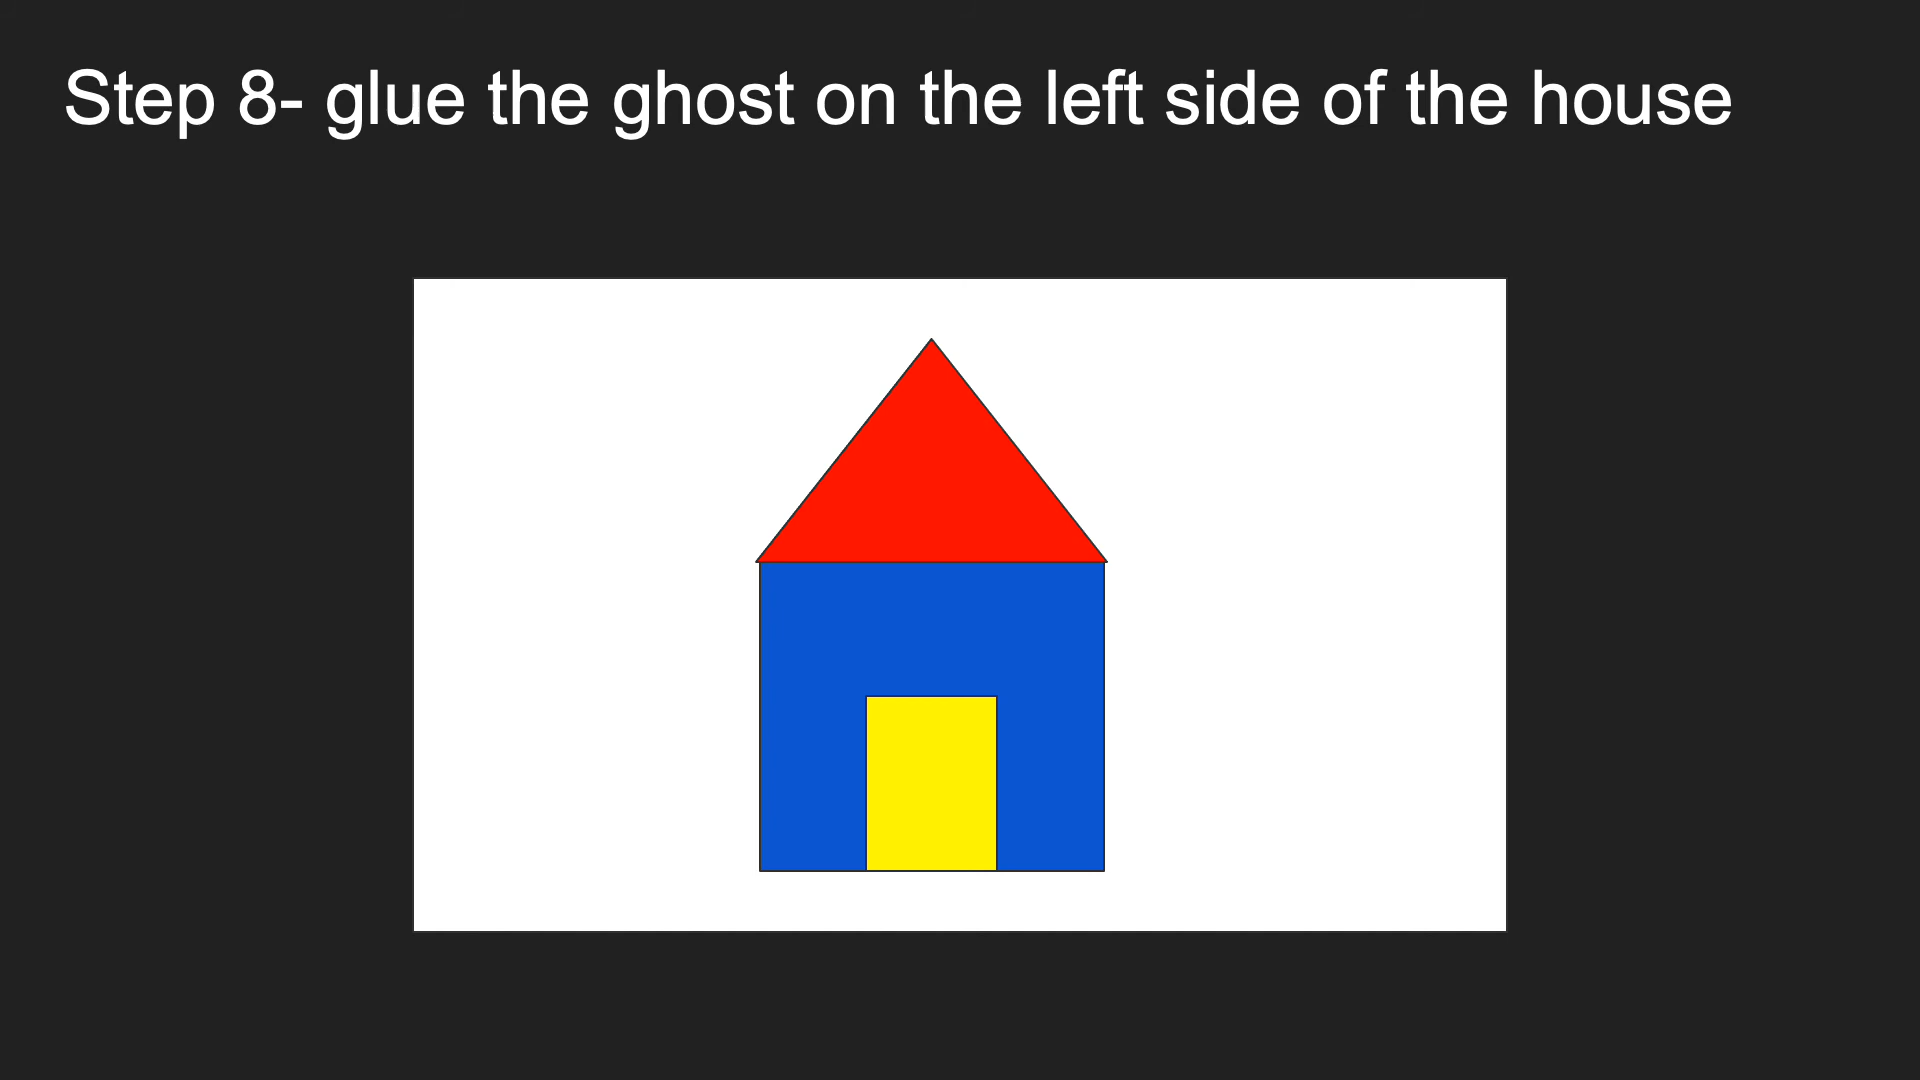 Step 8- glue the ghost on the left side of the house